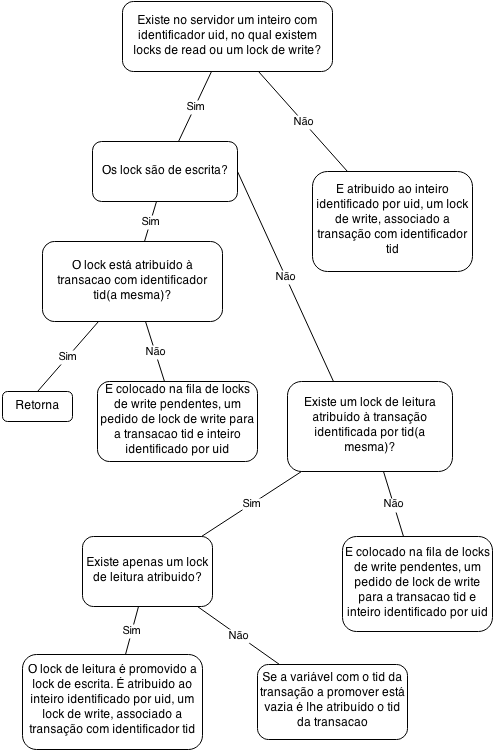 Existe no servidor um inteiro com
identificador uid, no qual existem
locks de read ou um lock de write?
Sim
Não
Os lock são de escrita?
E atribuido ao inteiro
identificado por uid, um lock
de write, associado a
transação com identificador
tid
Sim
Não
O lock está atribuido à
transacao com identificador
tid(a mesma)?
Sim
Não
Retorna
E colocado na fila de locks
de write pendentes, um
pedido de lock de write para
a transacao tid e inteiro
identificado por uid
Existe um lock de leitura
atribuido à transação
identificada por tid(a
mesma)?
Sim
Não
Existe apenas um lock
de leitura atribuido?
E colocado na fila de locks
de write pendentes, um
pedido de lock de write
para a transacao tid e
inteiro identificado por uid
Sim
Não
O lock de leitura é promovido a
lock de escrita. É atribuido ao
inteiro identificado por uid, um
lock de write, associado a
transação com identificador tid
Se a variável com o tid da
transação a promover está
vazia é lhe atribuido o tid
da transacao